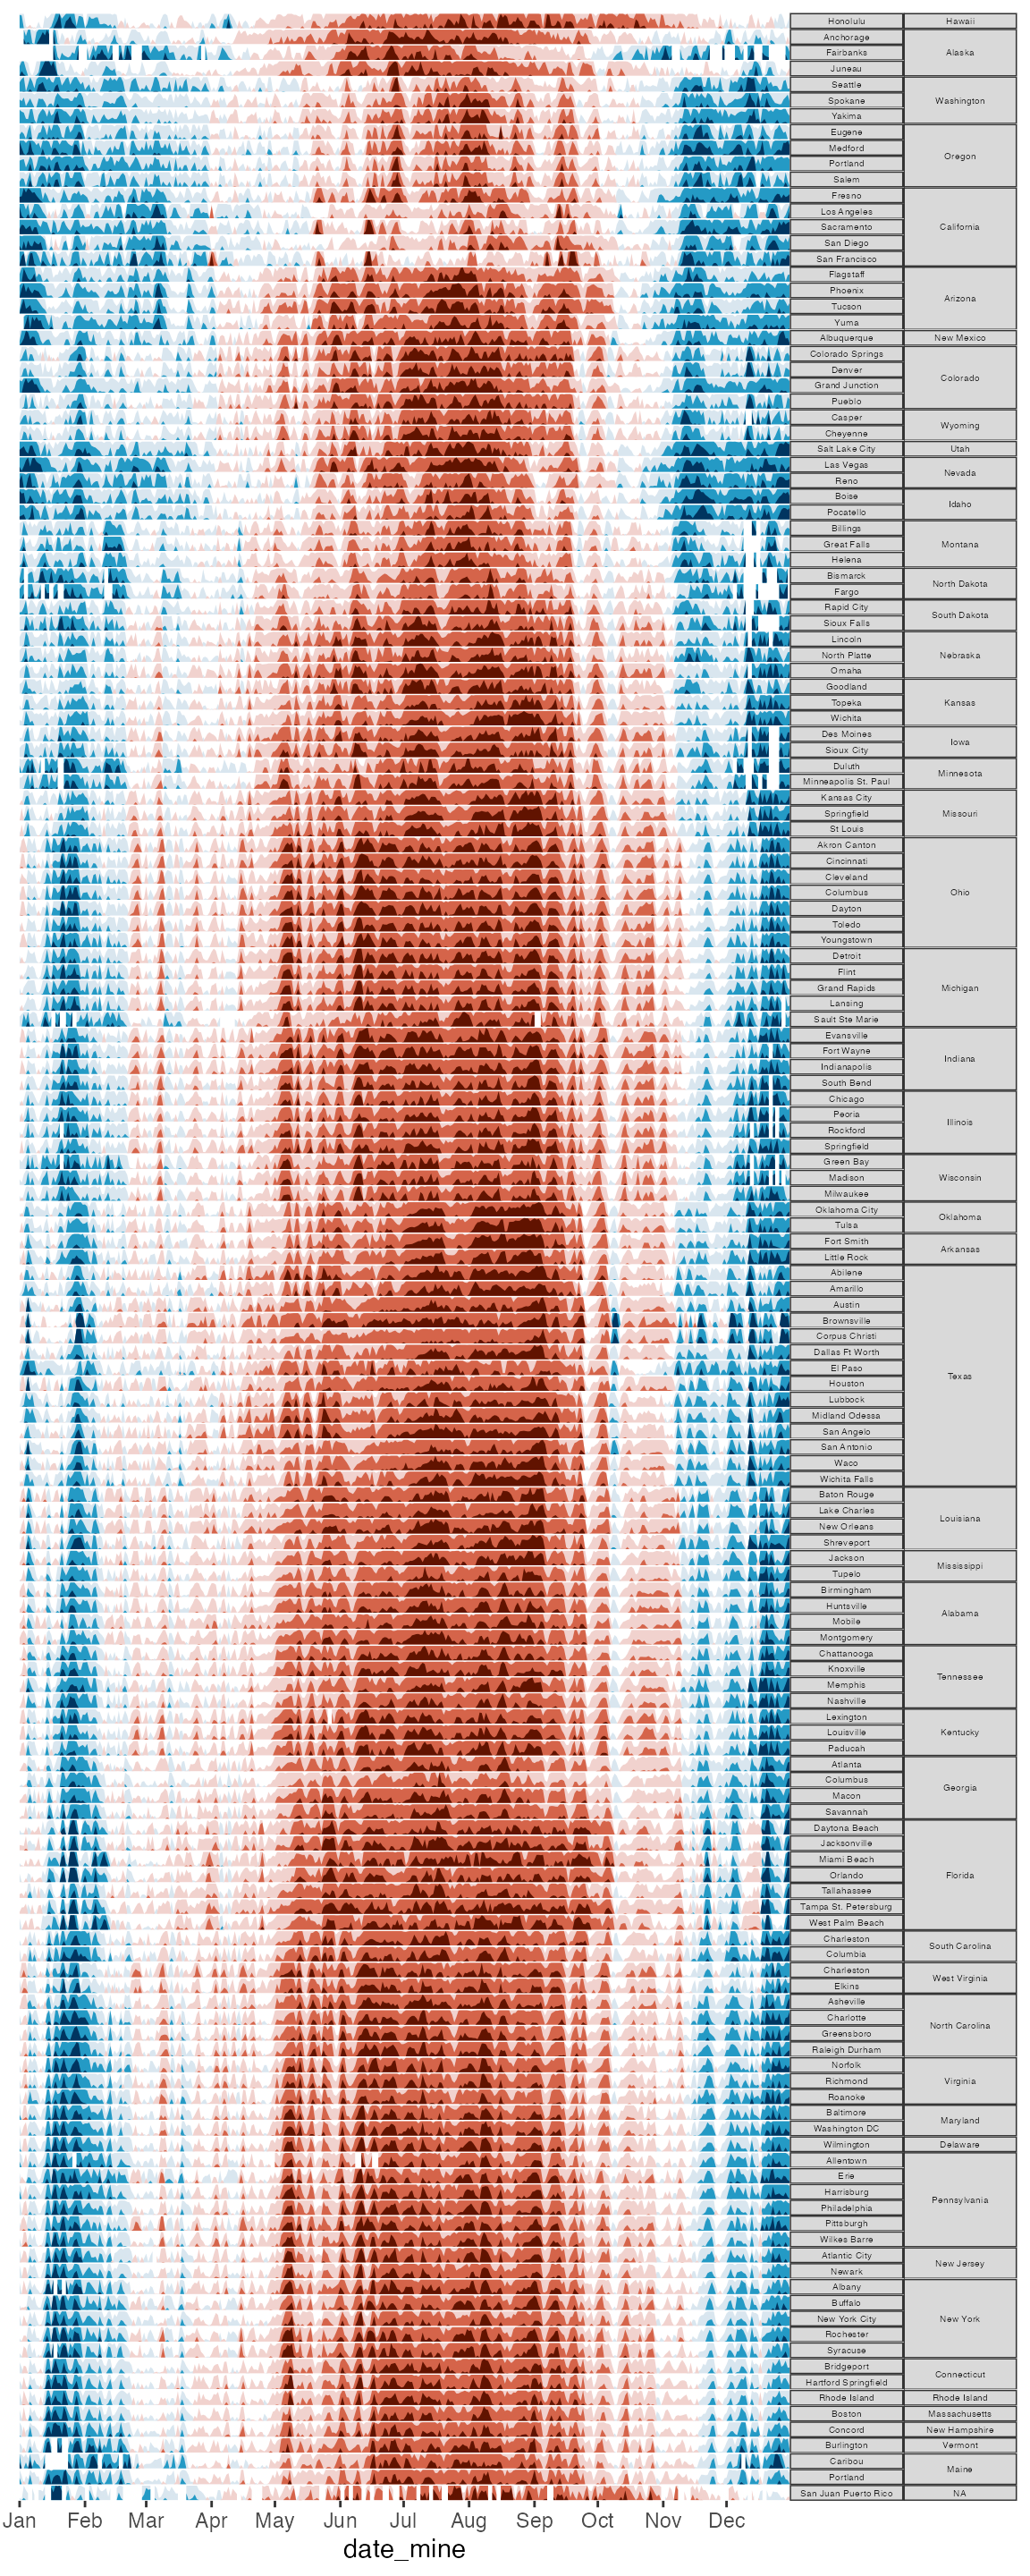 Honolulu Hawaii
Anchorage
Fairbanks Alaska
Juneau
Seattle
Spokane Washington
Yakima
Eugene
Medford Oregon
Portland
Salem
Fresno
Los Angeles
Sacramento California
San Diego
San Francisco
Flagstaff
Phoenix Arizona
Tucson
Yuma
Albuquerque New Mexico
Colorado Springs
Denver Colorado
Grand Junction
Pueblo
Casper Wyoming
Cheyenne
Salt Lake City Utah
Las Vegas Nevada
Reno
Boise Idaho
Pocatello
Billings
Great Falls Montana
Helena
Bismarck North Dakota
Fargo
Rapid City South Dakota
Sioux Falls
Lincoln
North Platte Nebraska
Omaha
Goodland
Topeka Kansas
Wichita
Des Moines Iowa
Sioux City
Duluth Minnesota
Minneapolis St. Paul
Kansas City
Springfield Missouri
St Louis
Akron Canton
Cincinnati
Cleveland
Columbus Ohio
Dayton
Toledo
Youngstown
Detroit
Flint
Grand Rapids Michigan
Lansing
Sault Ste Marie
Evansville
Fort Wayne Indiana
Indianapolis
South Bend
Chicago
Peoria Illinois
Rockford
Springfield
Green Bay
Madison Wisconsin
Milwaukee
Oklahoma City Oklahoma
Tulsa
Fort Smith Arkansas
Little Rock
Abilene
Amarillo
Austin
Brownsville
Corpus Christi
Dallas Ft Worth
El Paso Texas
Houston
Lubbock
Midland Odessa
San Angelo
San Antonio
Waco
Wichita Falls
Baton Rouge
Lake Charles Louisiana
New Orleans
Shreveport
Jackson Mississippi
Tupelo
Birmingham
Huntsville Alabama
Mobile
Montgomery
Chattanooga
Knoxville Tennessee
Memphis
Nashville
Lexington
Louisville Kentucky
Paducah
Atlanta
Columbus Georgia
Macon
Savannah
Daytona Beach
Jacksonville
Miami Beach
Orlando Florida
Tallahassee
Tampa St. Petersburg
West Palm Beach
Charleston South Carolina
Columbia
Charleston West Virginia
Elkins
Asheville
Charlotte North Carolina
Greensboro
Raleigh Durham
Norfolk
Richmond Virginia
Roanoke
Baltimore Maryland
Washington DC
Wilmington Delaware
Allentown
Erie
Harrisburg Pennsylvania
Philadelphia
Pittsburgh
Wilkes Barre
Atlantic City New Jersey
Newark
Albany
Buffalo
New York City New York
Rochester
Syracuse
Bridgeport Connecticut
Hartford Springfield
Rhode Island Rhode Island
Boston Massachusetts
Concord New Hampshire
Burlington Vermont
Caribou Maine
Portland
San Juan Puerto Rico NA
Jan Feb Mar Apr May Jun Jul Aug Sep Oct Nov Dec
date_mine